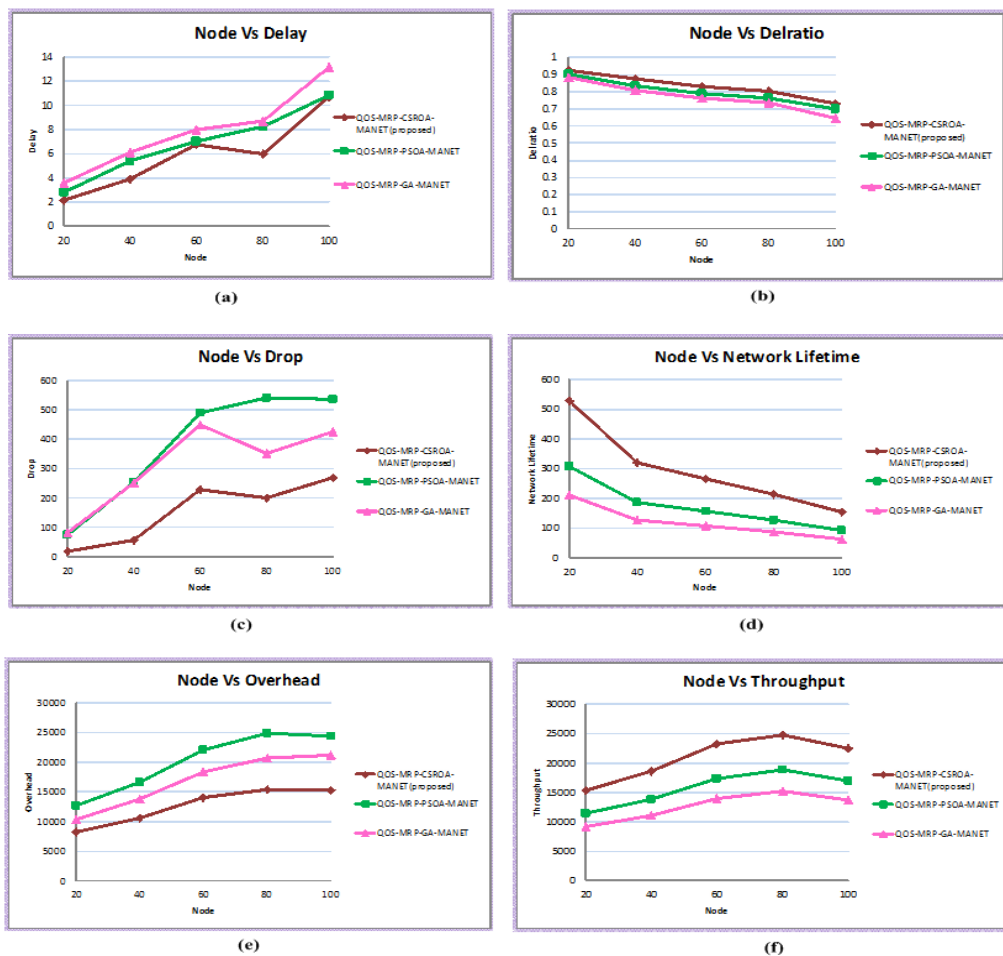 Node Vs Delay
14
12
10
8
6
4
2
0
Delay
20 40 60 80 100
Node
QOS-MRP-CSROA-
MANET(proposed)
QOS-MRP-PSOA-MANET
QOS-MRP-GA-MANET
(a)
Node Vs Delratio
1
0.9
0.8
0.7
0.6
0.5
0.4
0.3
0.2
0.1
0
Delratio
20 40 60 80 100
Node
QOS-MRP-CSROA-
MANET(proposed)
QOS-MRP-PSOA-MANET
QOS-MRP-GA-MANET
(b)
Node Vs Drop
600
500
400
300
200
100
0
Drop
20 40 60 80 100
Node
QOS-MRP-CSROA-
MANET(proposed)
QOS-MRP-PSOA-MANET
QOS-MRP-GA-MANET
(c)
Node Vs Network Lifetime
600
500
400
300
200
100
0
Network Lifetime
20 40 60 80 100
Node
QOS-MRP-CSROA-
MANET(proposed)
QOS-MRP-PSOA-MANET
QOS-MRP-GA-MANET
(d)
Node Vs Overhead
30000
25000
20000
15000
10000
5000
0
Overhead
20 40 60 80 100
Node
QOS-MRP-CSROA-
MANET(proposed)
QOS-MRP-PSOA-MANET
QOS-MRP-GA-MANET
(e)
Node Vs Throughput
30000
25000
20000
15000
10000
5000
0
Throughput
20 40 60 80 100
Node
QOS-MRP-CSROA-
MANET(proposed)
QOS-MRP-PSOA-MANET
QOS-MRP-GA-MANET
(f)